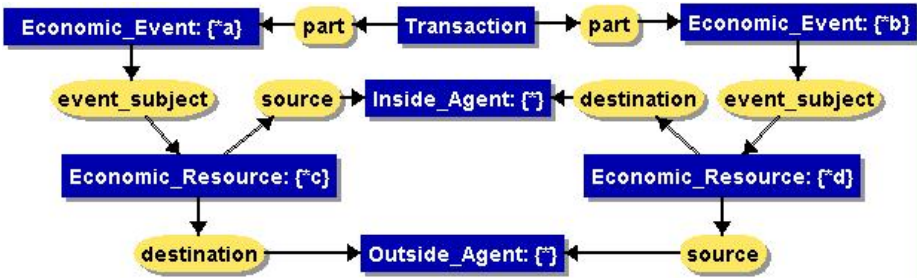 Economic_Event: {*a} part Transaction part Economic_Event: {*b}
event_subject source Inside_Agent: {*} destination event_subject
Economic_Resource: {*c} Economic_Resource: {*d}
destination Outside_Agent: {*} source